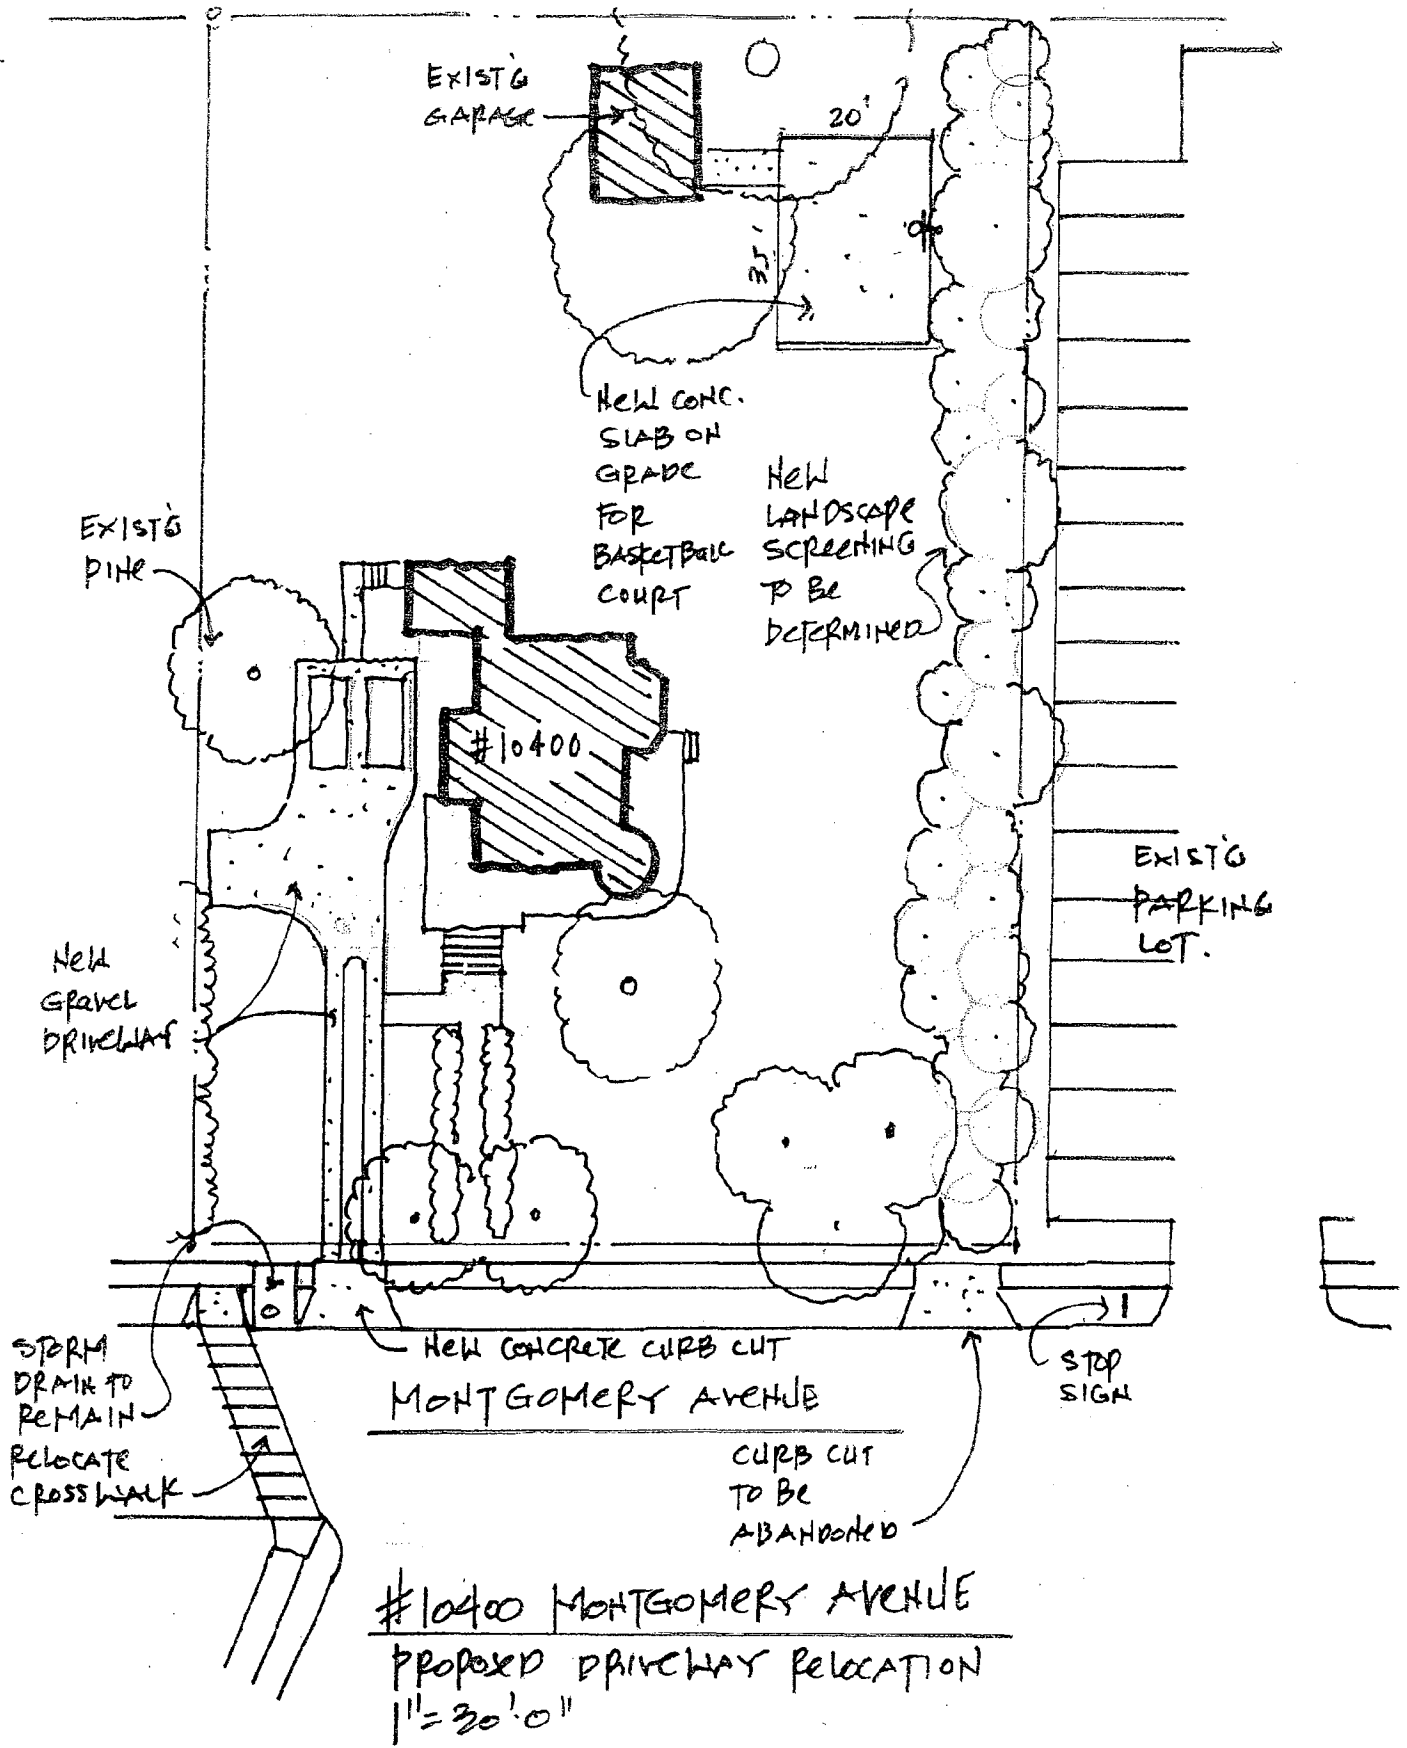 EXIST'G
GARAGE
20'
35'
NEW CONC.
SLAB ON
GRADE
FOR
BASKETBALL
COURT
NEW
LANDSCAPE
SCREENING
TO BE
DETERMINED
EXIST'G
PINE
#10400
EXIST'G
PARKING
LOT.
NEW
GRAVEL
DRIVEWAY
STORM
DRAIN TO
REMAIN
RELOCATE
CROSSWALK
NEW CONCRETE CURB CUT
MONTGOMERY AVENUE
STOP
SIGN
CURB CUT
TO BE
ABANDONED
#10400 MONTGOMERY AVENUE
PROPOSED DRIVEWAY RELOCATION
1"=30'-0"